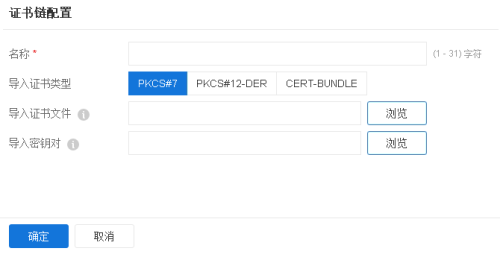 证书链配置
名称 * (1 - 31) 字符
导入证书类型 PKCS#7 PKCS#12-DER CERT-BUNDLE
导入证书文件 浏览
导入密钥对 浏览
确定 取消